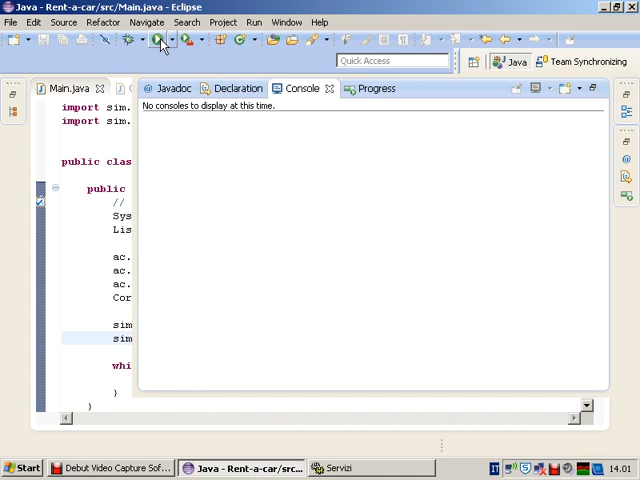 Java - Rent-a-car/src/Main.java - Eclipse
File Edit Source Refactor Navigate Search Project Run Window Help
Quick Access
Java
Team Synchronizing
Main.java
@ Javadoc Declaration Console Progress
No consoles to display at this time.
import sim.
import sim.
public clas
public
//
Sys
Lis
ac.
ac.
ac.
Cor
sim
sim
whi
}
}
Start
Debut Video Capture Sof...
Java - Rent-a-car/src...
Servizi
IT
14.01